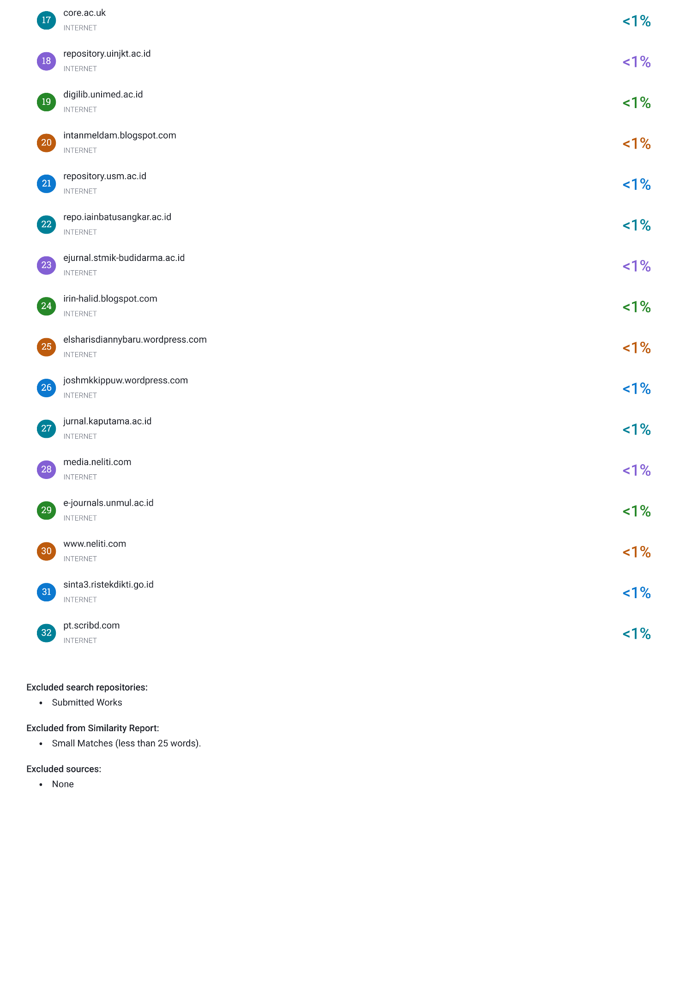 17 core.ac.uk <1%
INTERNET
18 repository.uinjkt.ac.id <1%
INTERNET
19 digilib.unimed.ac.id <1%
INTERNET
20 intanmeldam.blogspot.com <1%
INTERNET
21 repository.usm.ac.id <1%
INTERNET
22 repo.iainbatusangkar.ac.id <1%
INTERNET
23 ejurnal.stmik-budidarma.ac.id <1%
INTERNET
24 irin-halid.blogspot.com <1%
INTERNET
25 elsharisdiannybaru.wordpress.com <1%
INTERNET
26 joshmkkippuw.wordpress.com <1%
INTERNET
27 jurnal.kaputama.ac.id <1%
INTERNET
28 media.neliti.com <1%
INTERNET
29 e-journals.unmul.ac.id <1%
INTERNET
30 www.neliti.com <1%
INTERNET
31 sinta3.ristekdikti.go.id <1%
INTERNET
32 pt.scribd.com <1%
INTERNET
Excluded search repositories:
• Submitted Works
Excluded from Similarity Report:
• Small Matches (less than 25 words).
Excluded sources:
• None